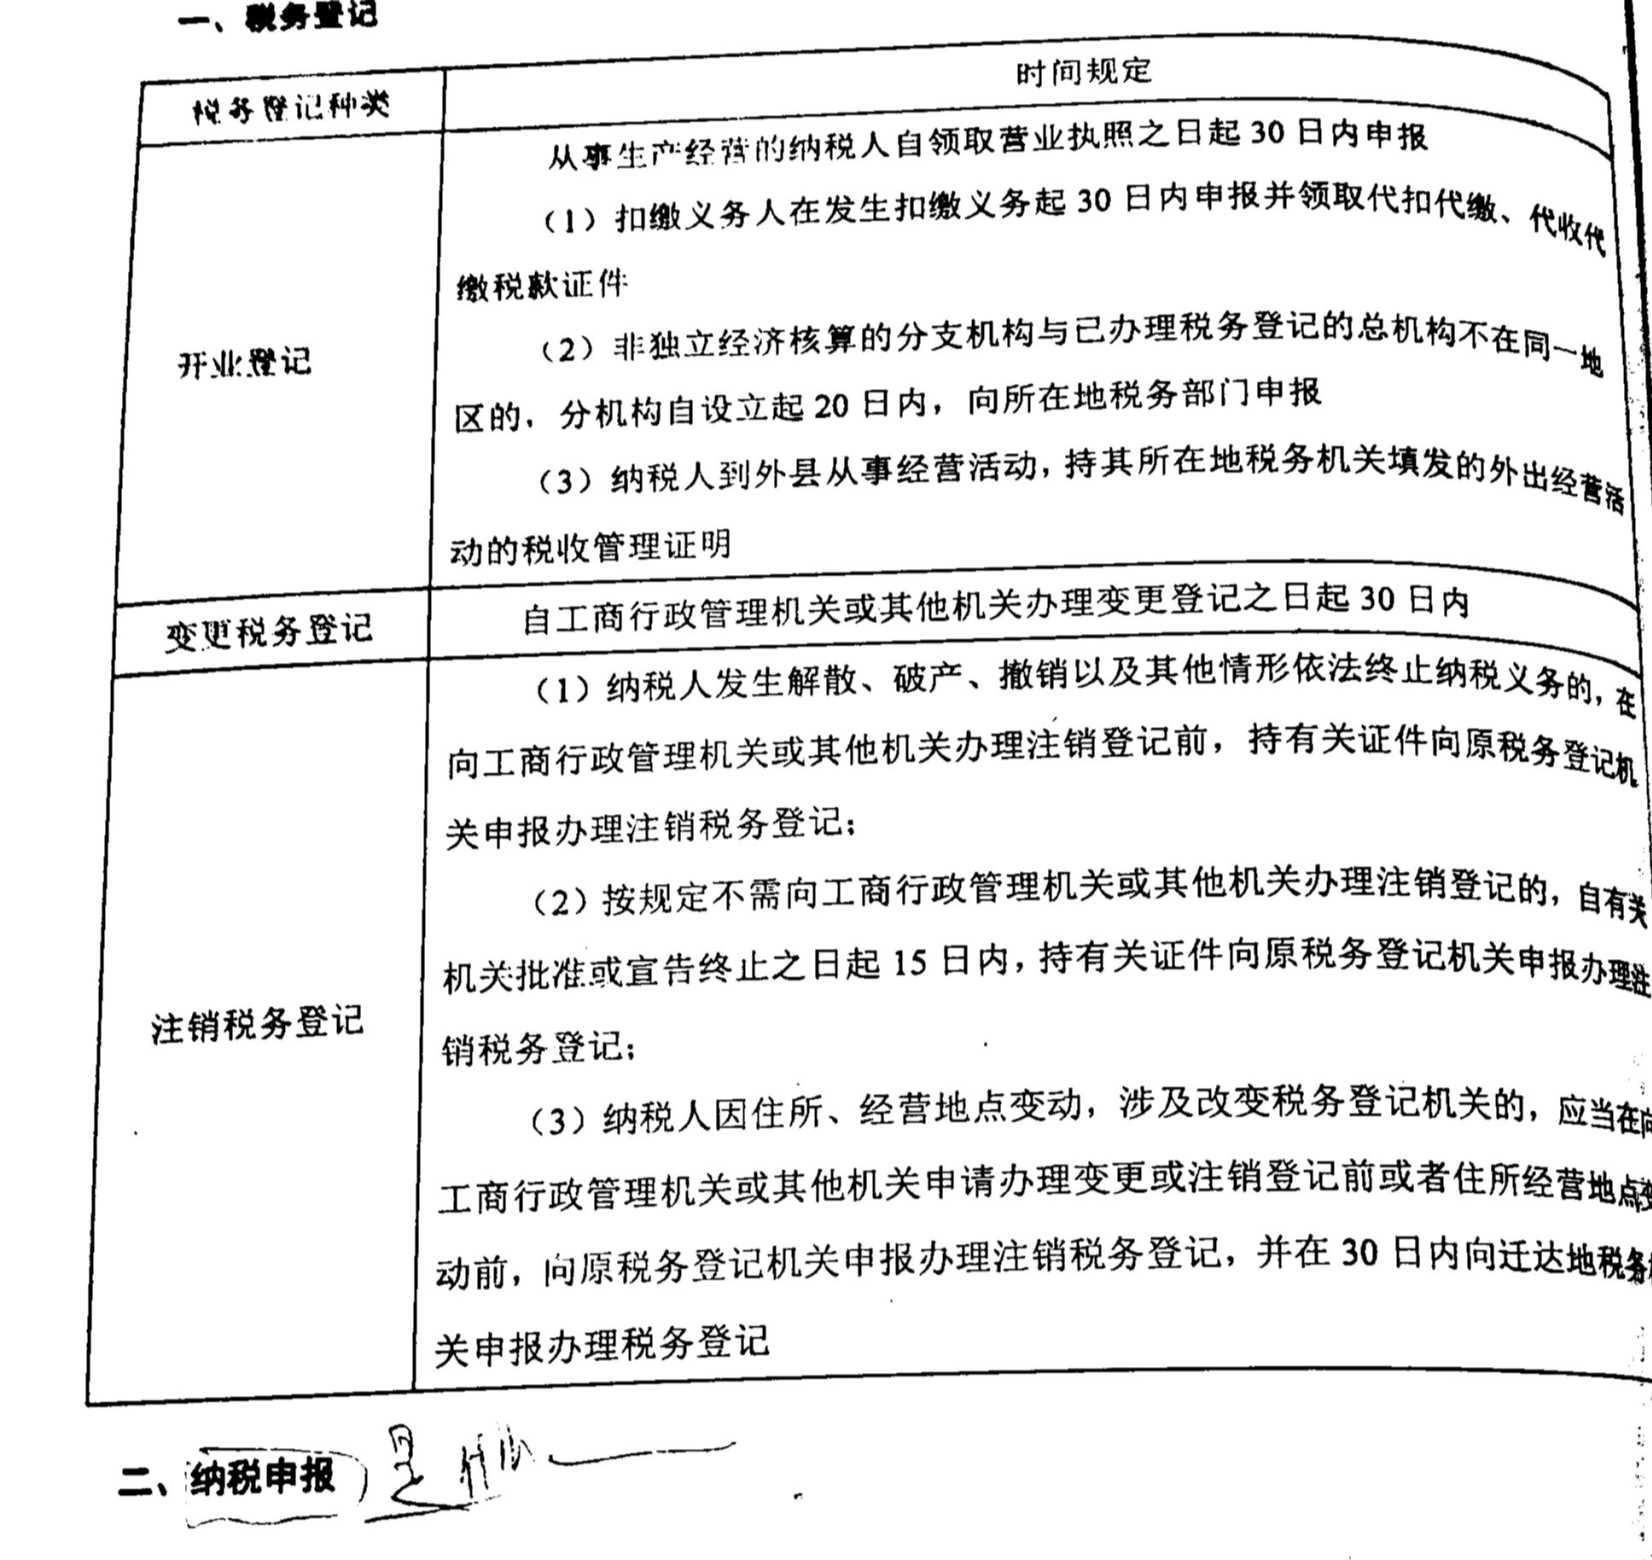 一、税务登记
税务登记种类
时间规定
开业登记
从事生产经营的纳税人自领取营业执照之日起 30 日内申报
（1）扣缴义务人在发生扣缴义务起 30 日内申报并领取代扣代缴、代收代
缴税款证件
（2）非独立经济核算的分支机构与已办理税务登记的总机构不在同一地
区的，分机构自设立起 20 日内，向所在地税务部门申报
（3）纳税人到外县从事经营活动，持其所在地税务机关填发的外出经营活
动的税收管理证明
变更税务登记
自工商行政管理机关或其他机关办理变更登记之日起 30 日内
注销税务登记
（1）纳税人发生解散、破产、撤销以及其他情形依法终止纳税义务的，在
向工商行政管理机关或其他机关办理注销登记前，持有关证件向原税务登记机
关申报办理注销税务登记；
（2）按规定不需向工商行政管理机关或其他机关办理注销登记的，自有关
机关批准或宣告终止之日起 15 日内，持有关证件向原税务登记机关申报办理注
销税务登记；
（3）纳税人因住所、经营地点变动，涉及改变税务登记机关的，应当在向
工商行政管理机关或其他机关申请办理变更或注销登记前或者住所经营地点变
动前，向原税务登记机关申报办理注销税务登记，并在 30 日内向迁达地税务
关申报办理税务登记
二、纳税申报 是什么